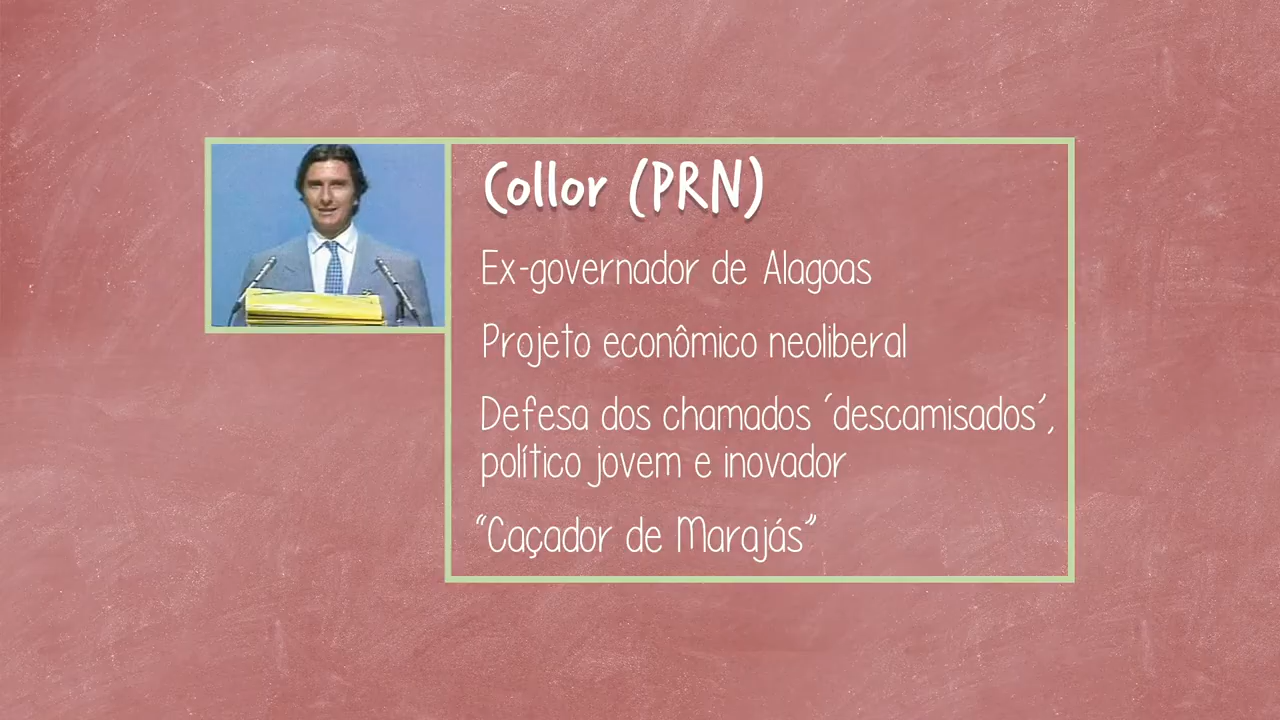 Collor (PRN)
Ex-governador de Alagoas
Projeto econômico neoliberal
Defesa dos chamados ‘descamisados’,
político jovem e inovador
“Caçador de Marajás”